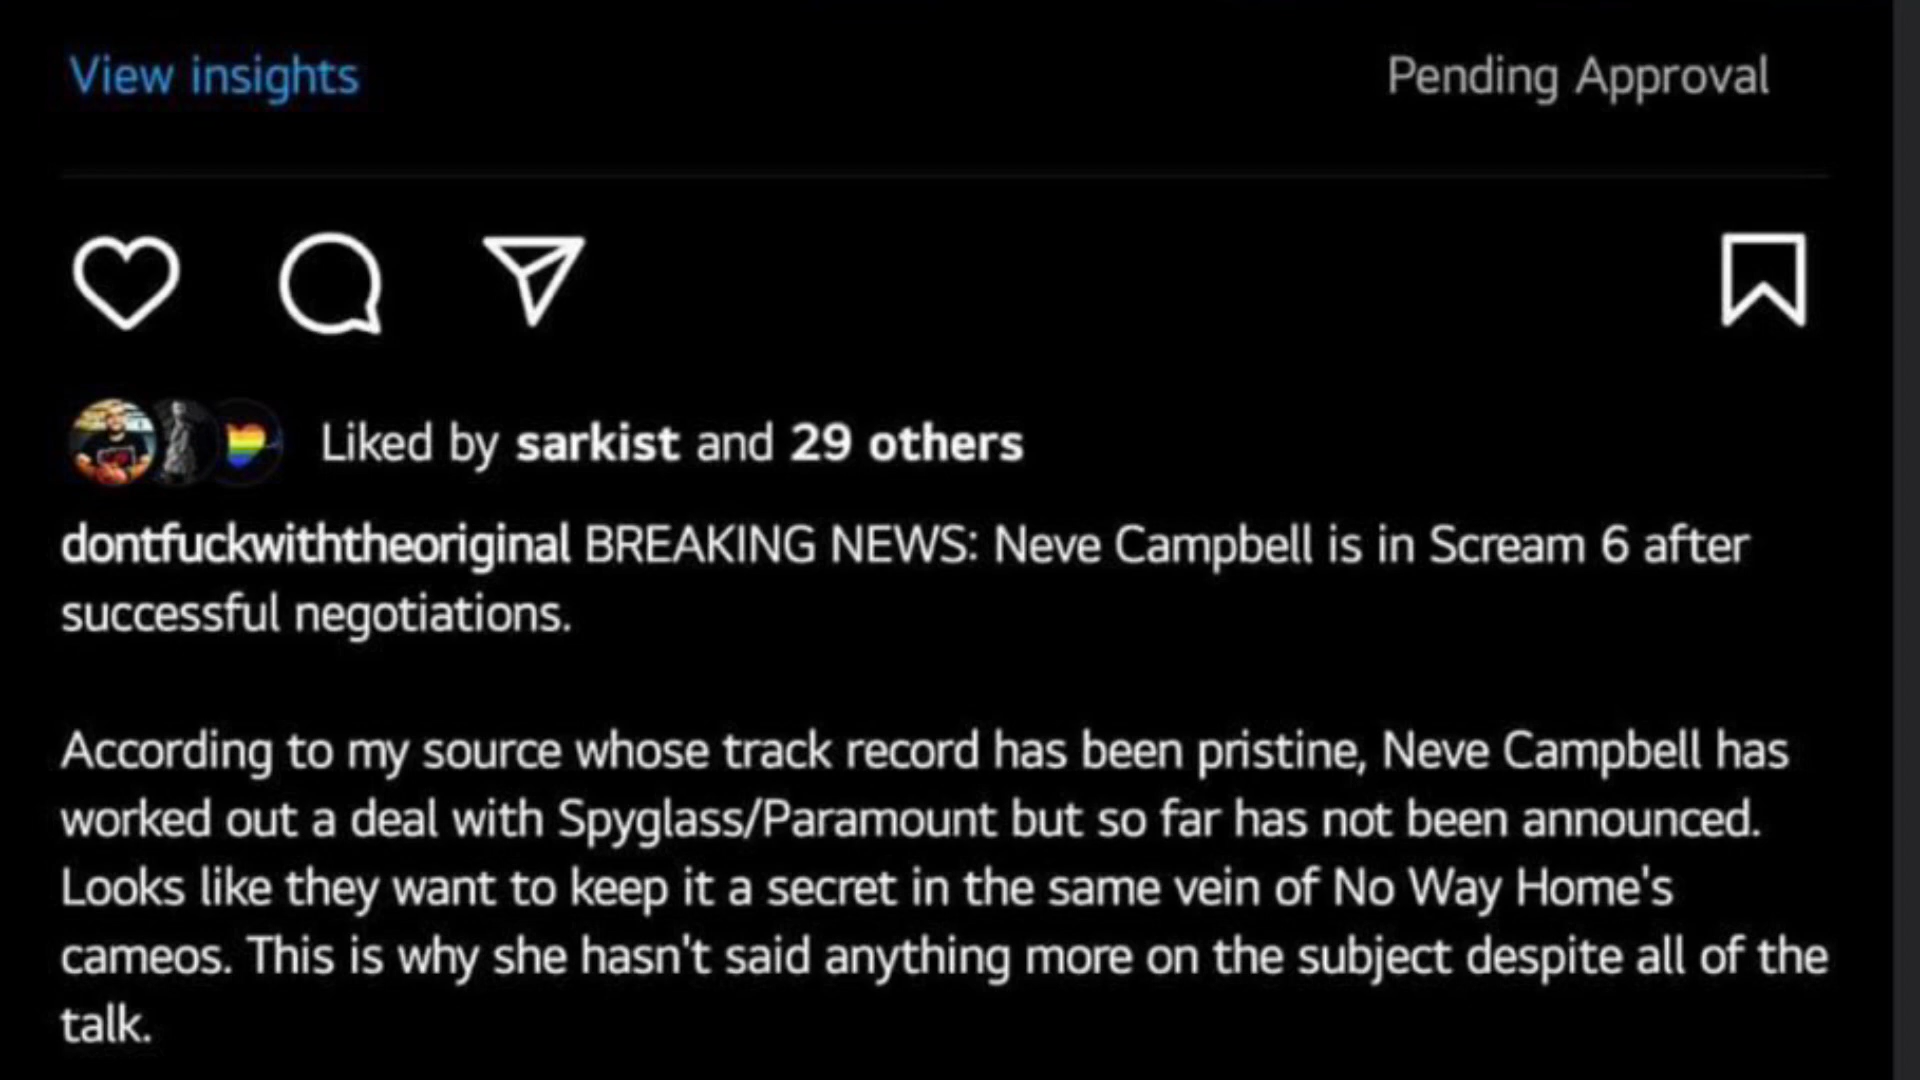 View insights
Pending Approval
Liked by sarkist and 29 others
dontfuckwiththeoriginal BREAKING NEWS: Neve Campbell is in Scream 6 after
successful negotiations.
According to my source whose track record has been pristine, Neve Campbell has
worked out a deal with Spyglass/Paramount but so far has not been announced.
Looks like they want to keep it a secret in the same vein of No Way Home's
cameos. This is why she hasn't said anything more on the subject despite all of the
talk.